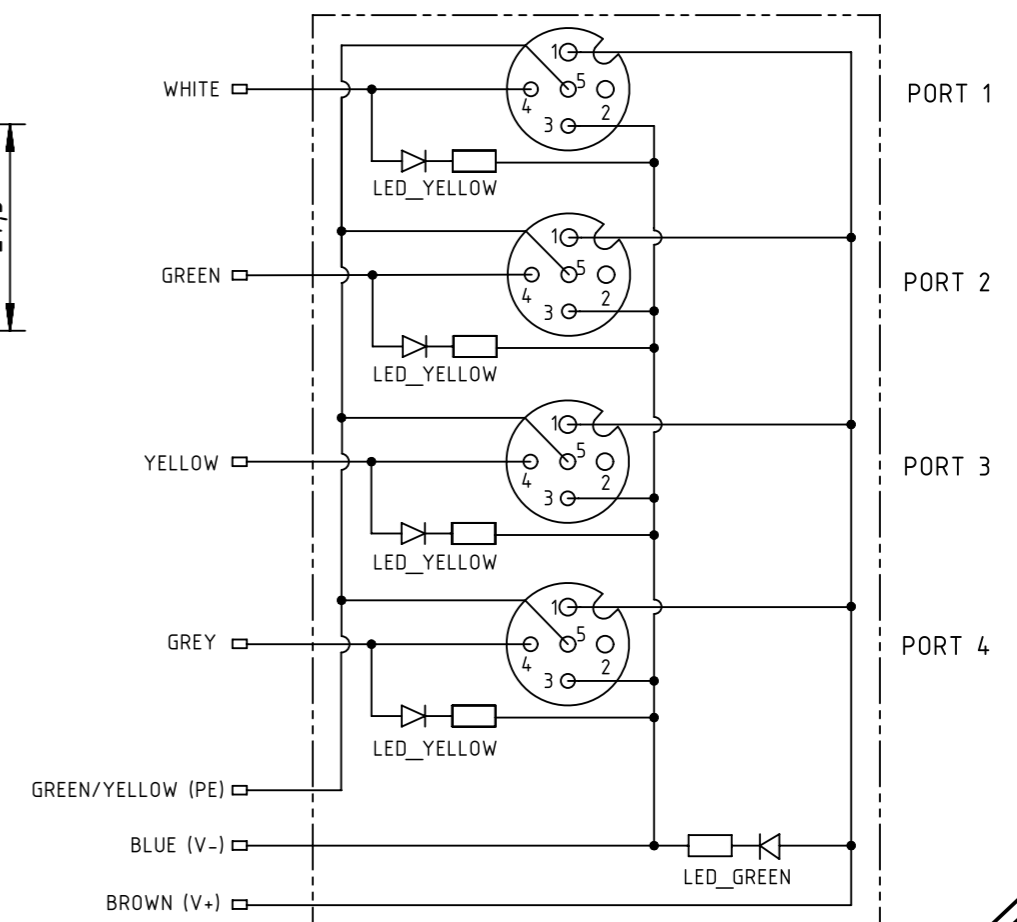 1
WHITE
5
PORT 1
4
2
3
LED_YELLOW
1
GREEN
5
PORT 2
4
2
3
LED_YELLOW
1
YELLOW
5
PORT 3
4
2
3
LED_YELLOW
1
GREY
5
PORT 4
4
2
3
LED_YELLOW
GREEN/YELLOW (PE)
BLUE (V-)
LED_GREEN
BROWN (V+)